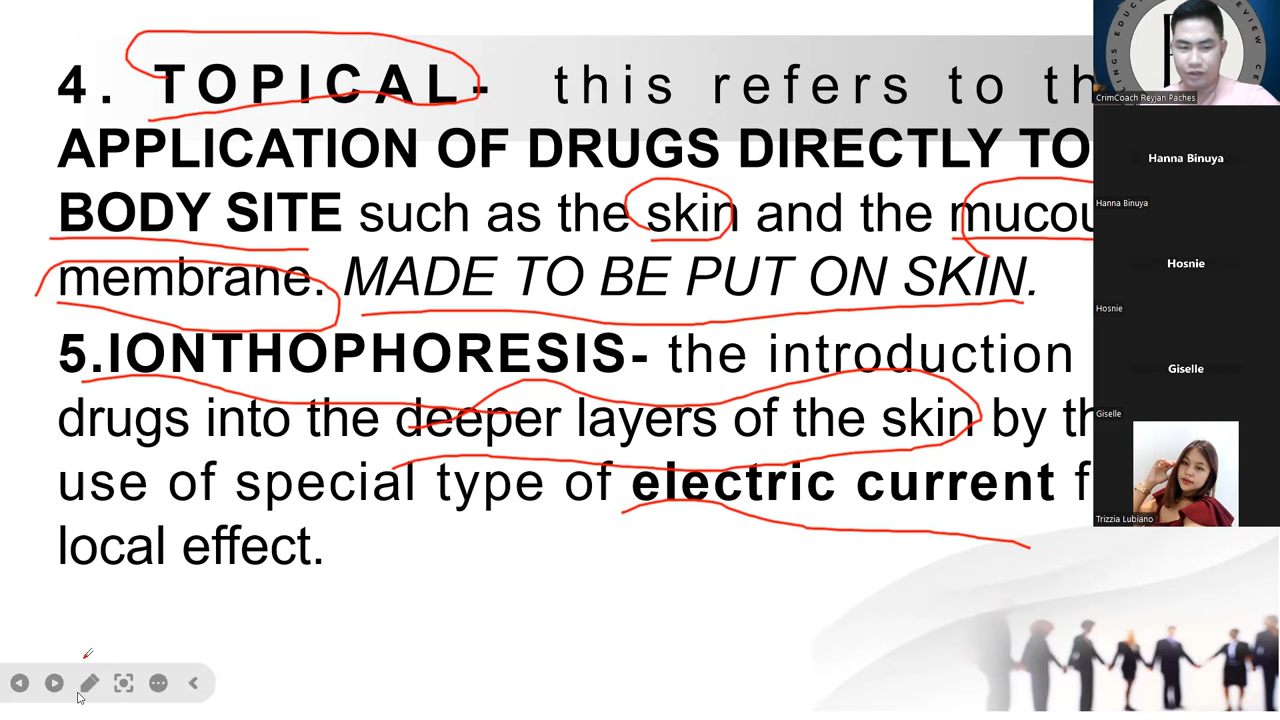 4. TOPICAL- this refers to th
APPLICATION OF DRUGS DIRECTLY TO
BODY SITE such as the skin and the mucou
membrane. MADE TO BE PUT ON SKIN.
5.IONTHOPHORESIS- the introduction
drugs into the deeper layers of the skin by th
use of special type of electric current f
local effect.
CrimCoach Reyjan Paches
Hanna Binuya
Hanna Binuya
Hosnie
Hosnie
Giselle
Giselle
Trizzia Lubiano